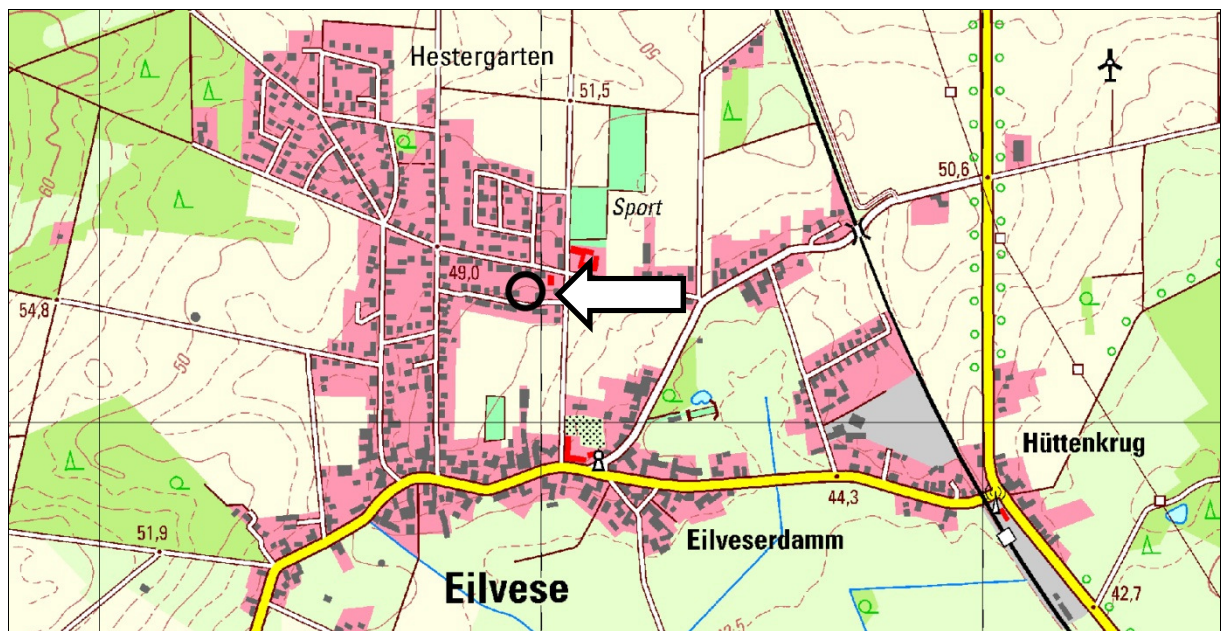 Hestergarten
50
51,5
60
50,6
Sport
49,0
54,8
50
Hüttenkrug
44,3
51,9
Eilveserdamm
Eilvese
42,7